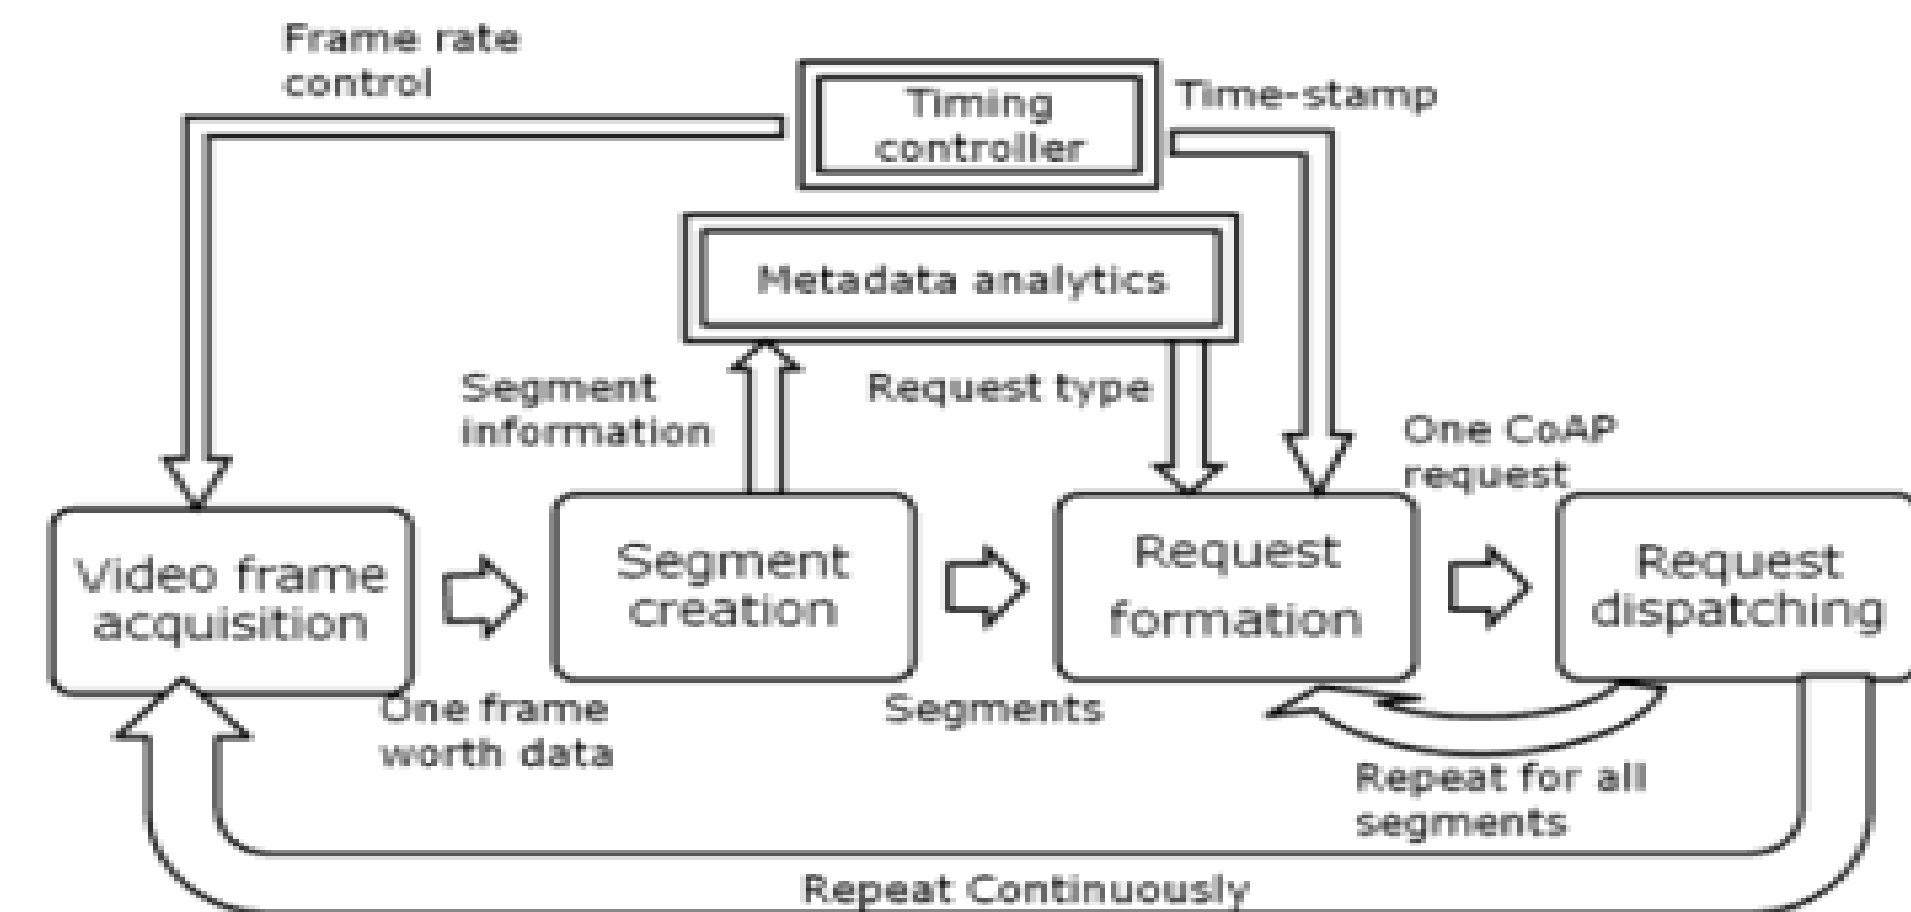 Frame rate
control
Timing
controller
Time-stamp
Metadata analytics
Segment
information
Request type
One CoAP
request
Video frame
acquisition
Segment
creation
Request
formation
Request
dispatching
One frame
worth data
Segments
Repeat for all
segments
Repeat Continuously